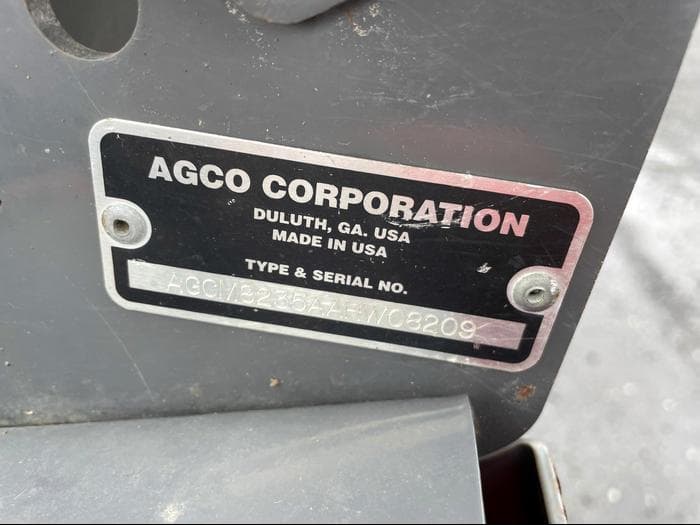 AGCO CORPORATION
DULUTH, GA. USA
MADE IN USA
TYPE & SERIAL NO.